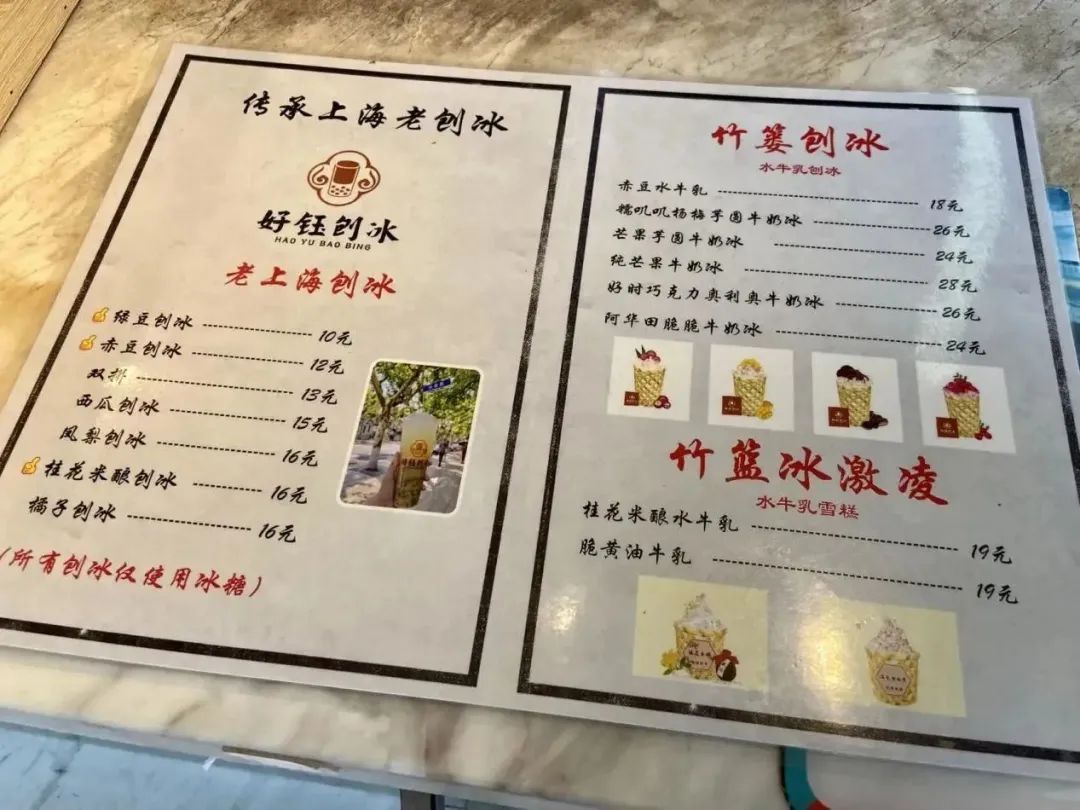 传承上海老刨冰
好钰刨冰
HAO YU BAO BING
老上海刨冰
绿豆刨冰 10元
赤豆刨冰 12元
双拼 13元
西瓜刨冰 15元
凤梨刨冰 16元
桂花米酿刨冰 16元
橘子刨冰 16元
(所有刨冰仅使用冰糖)
竹篓刨冰
水牛乳刨冰
赤豆水牛乳 18元
糯叽叽杨梅芋圆牛奶冰 26元
芒果芋圆牛奶冰 24元
纯芒果牛奶冰 28元
好时巧克力奥利奥牛奶冰 26元
阿华田脆脆牛奶冰 24元
竹篮冰激凌
水牛乳雪糕
桂花米酿水牛乳 19元
脆黄油牛乳 19元